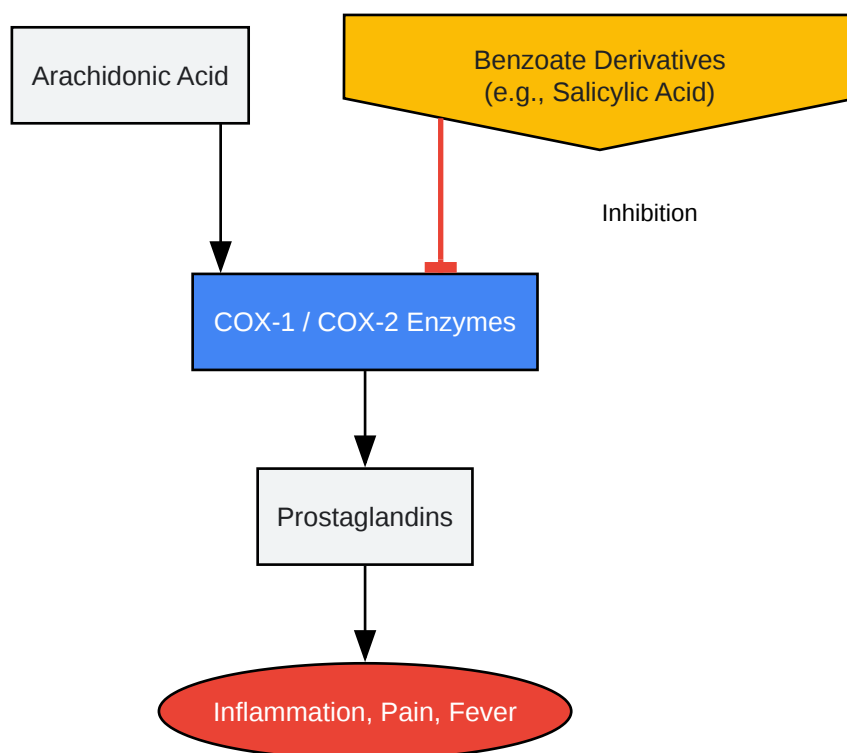 Arachidonic Acid
Benzoate Derivatives
(e.g., Salicylic Acid)
Inhibition
COX-1 / COX-2 Enzymes
Prostaglandins
Inflammation, Pain, Fever